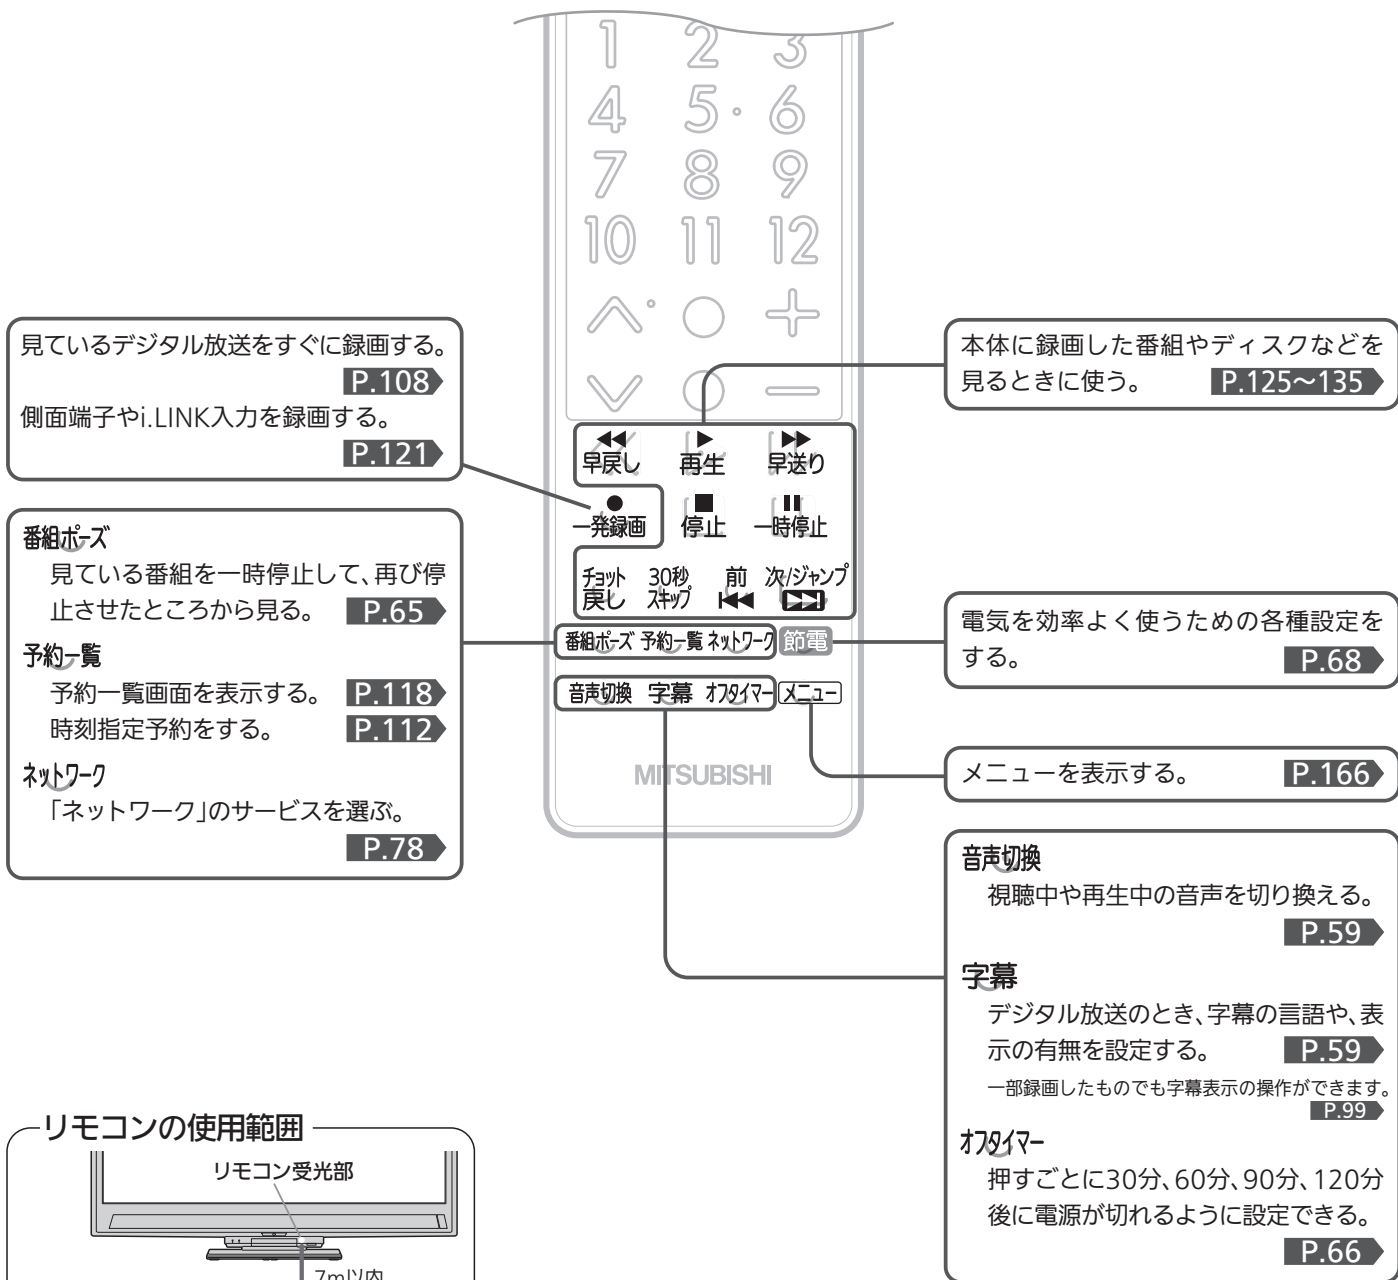 1 2 3
4 5 6
7 8 9
10 11 12
見ているデジタル放送をすぐに録画する。
P.108
側面端子やi.LINK入力を録画する。
P.121
番組ポーズ
見ている番組を一時停止して、再び停
止させたところから見る。 P.65
予約一覧
予約一覧画面を表示する。 P.118
時刻指定予約をする。 P.112
ネットワーク
「ネットワーク」のサービスを選ぶ。
P.78
早戻し 再生 早送り
一発録画 停止 一時停止
チョット 30秒 前 次/ジャンプ
戻し スキップ
番組ポーズ 予約一覧 ネットワーク 節電
音声切換 字幕 オフタイマー メニュー
MITSUBISHI
本体に録画した番組やディスクなどを
見るときに使う。 P.125〜135
電気を効率よく使うための各種設定を
する。 P.68
メニューを表示する。 P.166
音声切換
視聴中や再生中の音声を切り換える。
P.59
字幕
デジタル放送のとき、字幕の言語や、表
示の有無を設定する。 P.59
一部録画したものでも字幕表示の操作ができます。
P.99
オフタイマー
押すごとに30分、60分、90分、120分
後に電源が切れるように設定できる。
P.66
リモコンの使用範囲
リモコン受光部
7m以内